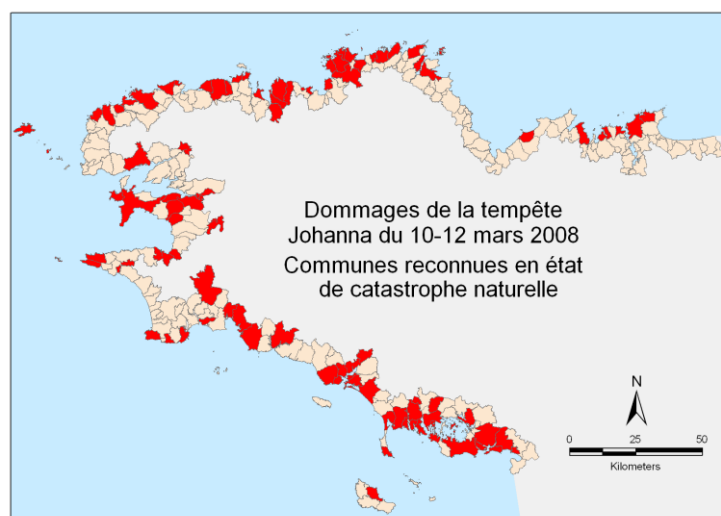 Dommages de la tempête
Johanna du 10-12 mars 2008
Communes reconnues en état
de catastrophe naturelle
N
0 25 50
Kilometers